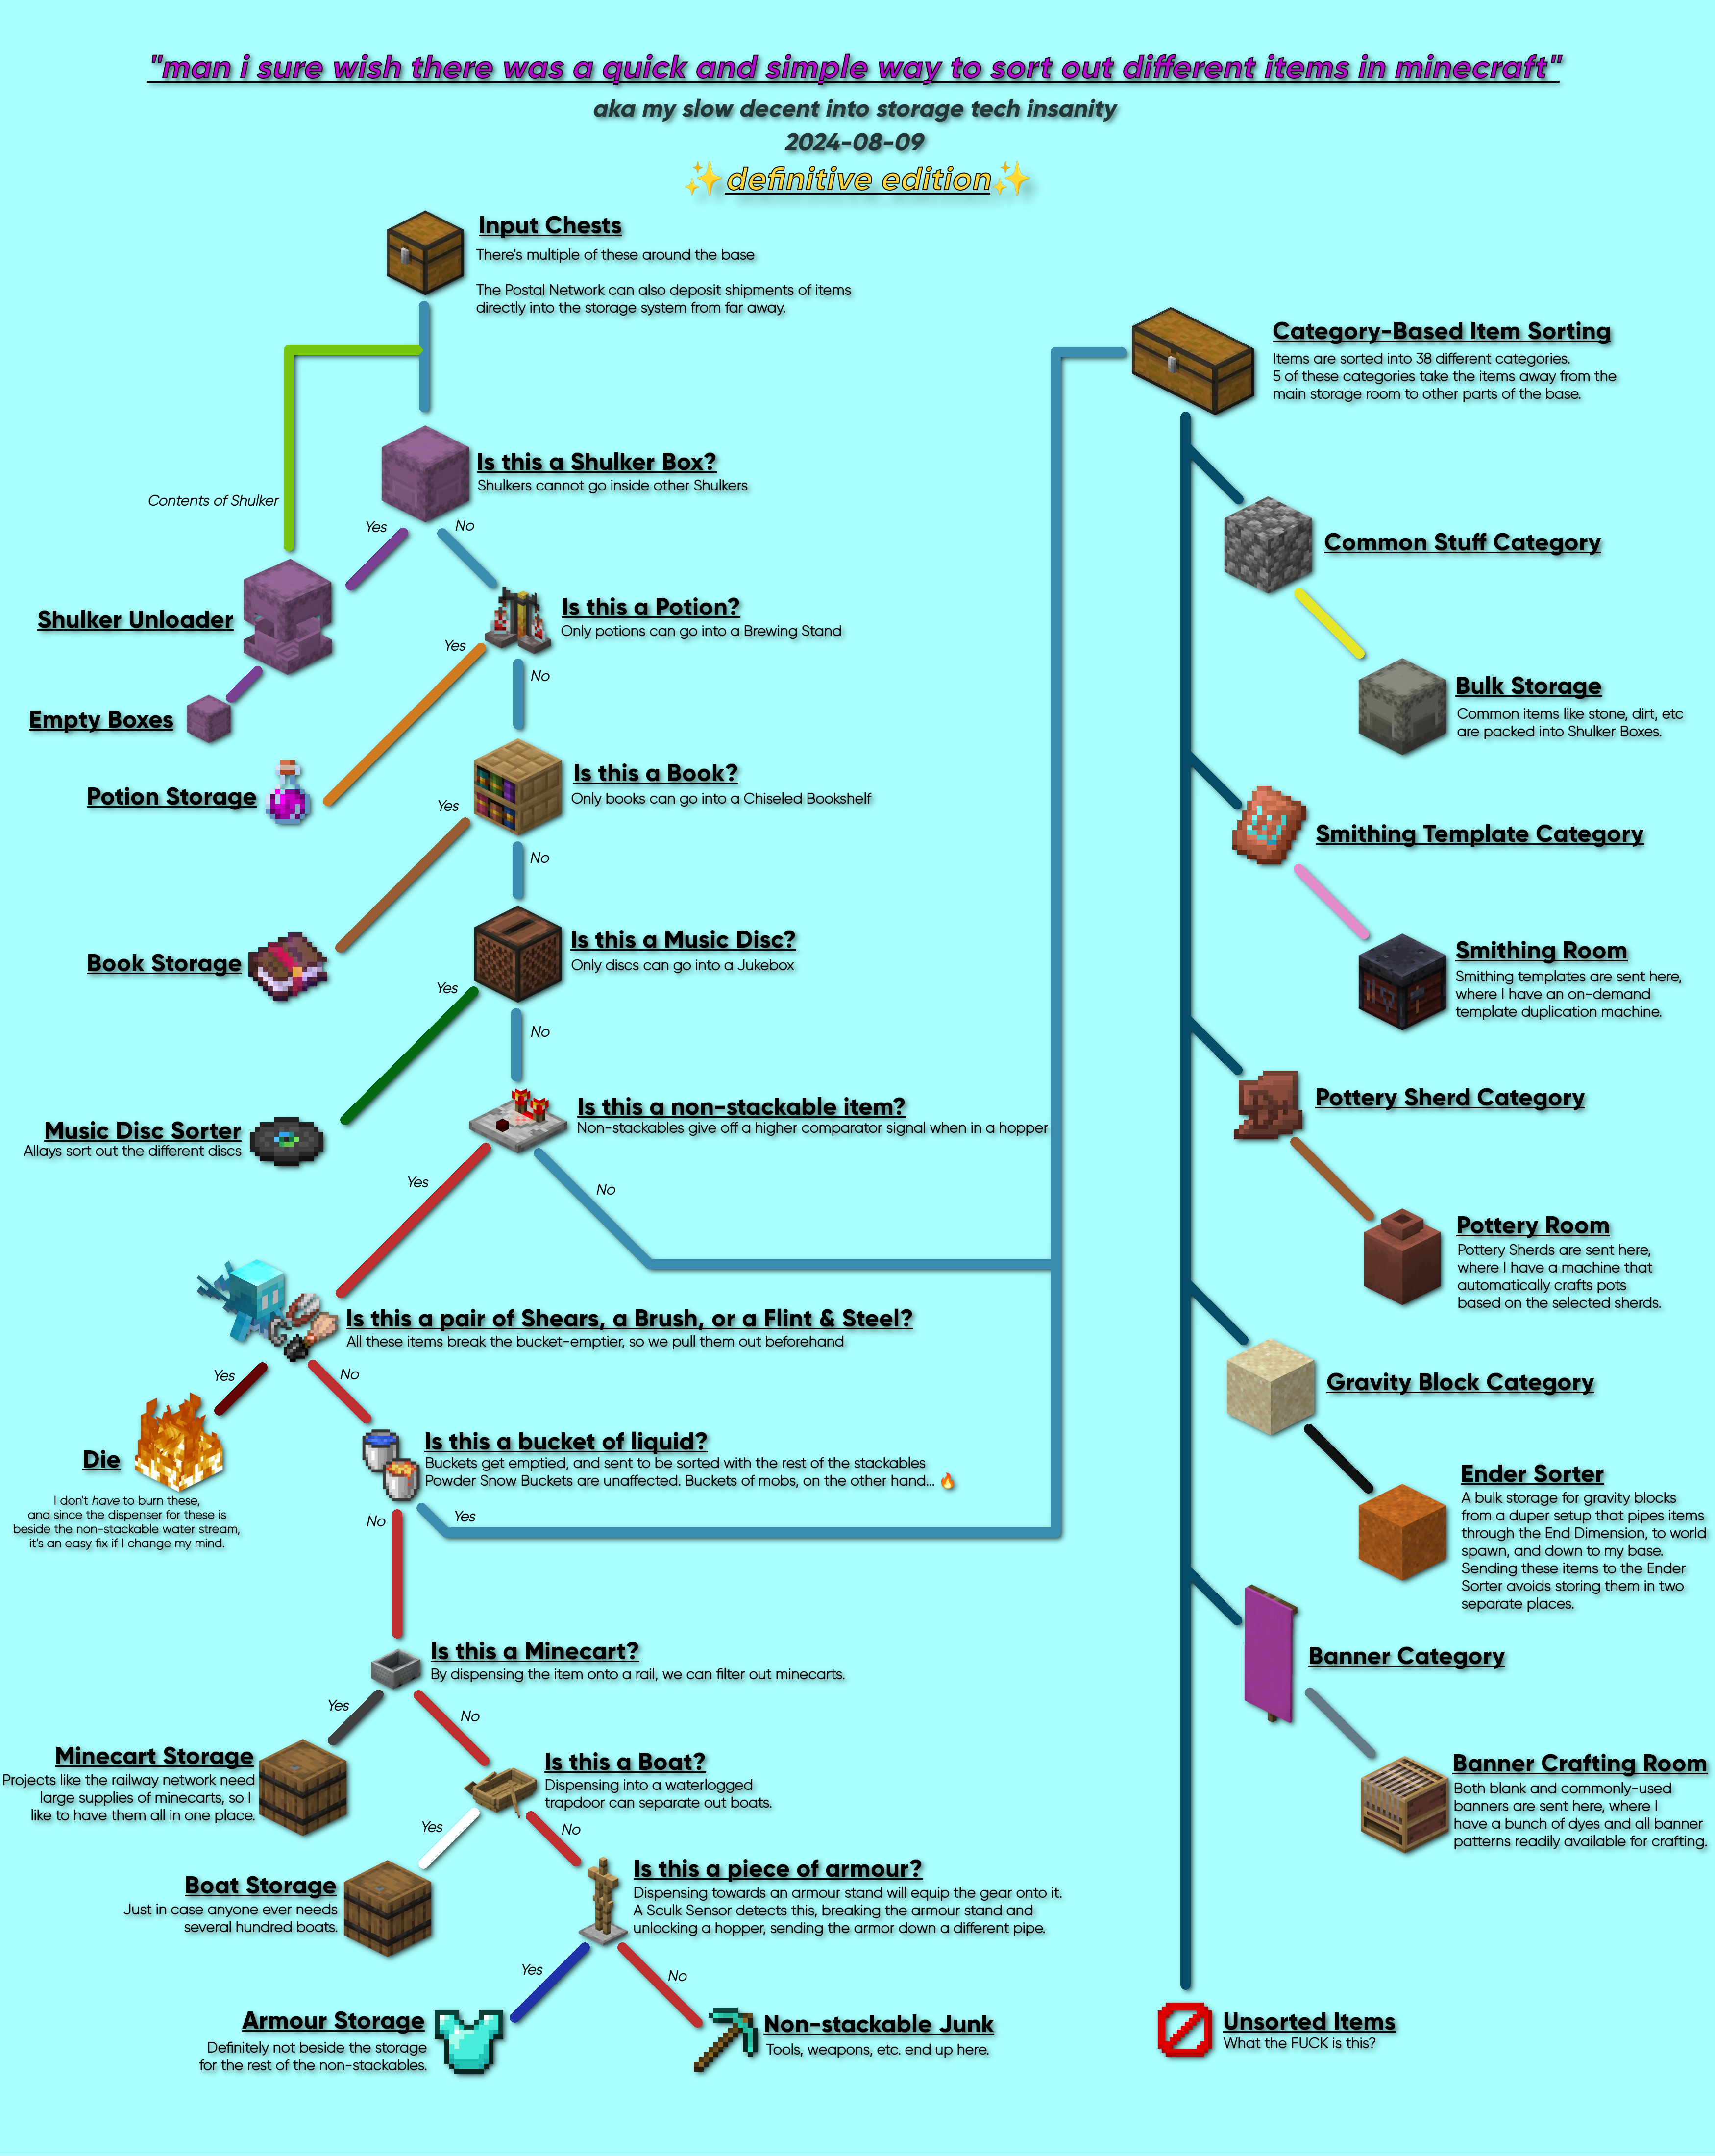 "man i sure wish there was a quick and simple way to sort out different items in minecraft"
aka my slow decent into storage tech insanity
2024-08-09
✨definitive edition✨
Input Chests
There's multiple of these around the base
The Postal Network can also deposit shipments of items
directly into the storage system from far away.
Contents of Shulker
Is this a Shulker Box?
Shulkers cannot go inside other Shulkers
Yes
No
Shulker Unloader
Empty Boxes
Is this a Potion?
Only potions can go into a Brewing Stand
Yes
No
Potion Storage
Is this a Book?
Only books can go into a Chiseled Bookshelf
Yes
No
Book Storage
Is this a Music Disc?
Only discs can go into a Jukebox
Yes
No
Music Disc Sorter
Allays sort out the different discs
Is this a non-stackable item?
Non-stackables give off a higher comparator signal when in a hopper
Yes
No
Is this a pair of Shears, a Brush, or a Flint & Steel?
All these items break the bucket-emptier, so we pull them out beforehand
Yes
No
Die
I don't have to burn these,
and since the dispenser for these is
beside the non-stackable water stream,
it's an easy fix if I change my mind.
Is this a bucket of liquid?
Buckets get emptied, and sent to be sorted with the rest of the stackables
Powder Snow Buckets are unaffected. Buckets of mobs, on the other hand... 🔥
No
Yes
Is this a Minecart?
By dispensing the item onto a rail, we can filter out minecarts.
Yes
No
Minecart Storage
Projects like the railway network need
large supplies of minecarts, so I
like to have them all in one place.
Is this a Boat?
Dispensing into a waterlogged
trapdoor can separate out boats.
Yes
No
Boat Storage
Just in case anyone ever needs
several hundred boats.
Is this a piece of armour?
Dispensing towards an armour stand will equip the gear onto it.
A Sculk Sensor detects this, breaking the armour stand and
unlocking a hopper, sending the armor down a different pipe.
Yes
No
Armour Storage
Definitely not beside the storage
for the rest of the non-stackables.
Non-stackable Junk
Tools, weapons, etc. end up here.
Category-Based Item Sorting
Items are sorted into 38 different categories.
5 of these categories take the items away from the
main storage room to other parts of the base.
Common Stuff Category
Bulk Storage
Common items like stone, dirt, etc
are packed into Shulker Boxes.
Smithing Template Category
Smithing Room
Smithing templates are sent here,
where I have an on-demand
template duplication machine.
Pottery Sherd Category
Pottery Room
Pottery Sherds are sent here,
where I have a machine that
automatically crafts pots
based on the selected sherds.
Gravity Block Category
Ender Sorter
A bulk storage for gravity blocks
from a duper setup that pipes items
through the End Dimension, to world
spawn, and down to my base.
Sending these items to the Ender
Sorter avoids storing them in two
separate places.
Banner Category
Banner Crafting Room
Both blank and commonly-used
banners are sent here, where I
have a bunch of dyes and all banner
patterns readily available for crafting.
Unsorted Items
What the FUCK is this?